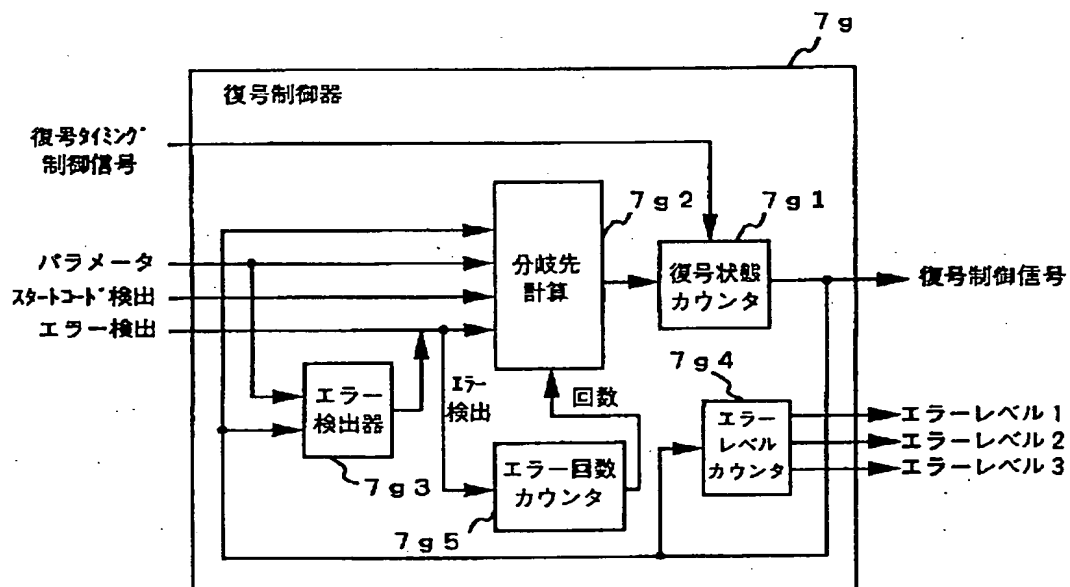 7g
復号制御器
復号ﾀｲﾐﾝｸﾞ
制御信号
7g2
7g1
パラメータ
ｽﾀｰﾄｺｰﾄﾞ検出
エラー検出
分岐先
計算
復号状態
カウンタ
復号制御信号
7g4
エラー
検出器
7g3
ｴﾗｰ
検出
回数
エラー回数
カウンタ
7g5
エラー
レベル
カウンタ
エラーレベル1
エラーレベル2
エラーレベル3